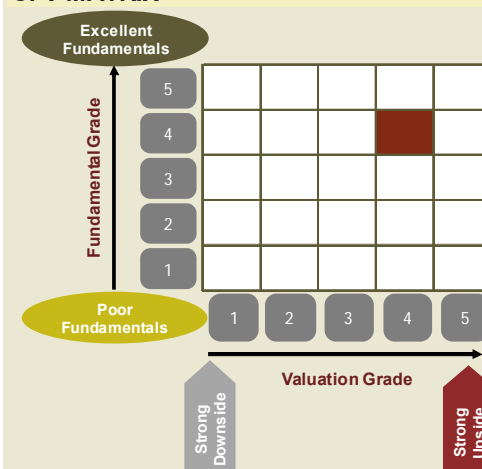 Excellent
Fundamentals
5
4
3
2
1
Fundamental Grade
Poor
Fundamentals
1
2
3
4
5
Valuation Grade
Strong
Downside
Strong
Upside